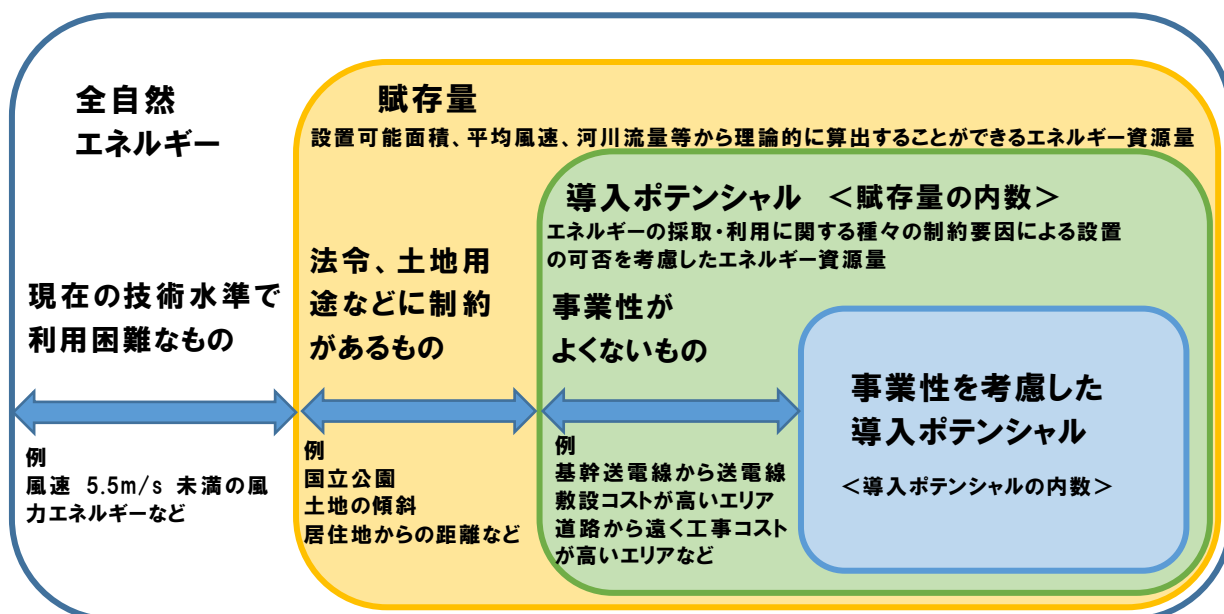 全自然
エネルギー
現在の技術水準で
利用困難なもの
例
風速 5.5m/s 未満の風
力エネルギーなど
賦存量
設置可能面積、平均風速、河川流量等から理論的に算出することができるエネルギー資源量
法令、土地用
途などに制約
があるもの
例
国立公園
土地の傾斜
居住地からの距離など
導入ポテンシャル <賦存量の内数>
エネルギーの採取・利用に関する種々の制約要因による設置
の可否を考慮したエネルギー資源量
事業性が
よくないもの
例
基幹送電線から送電線
敷設コストが高いエリア
道路から遠く工事コスト
が高いエリアなど
事業性を考慮した
導入ポテンシャル
<導入ポテンシャルの内数>